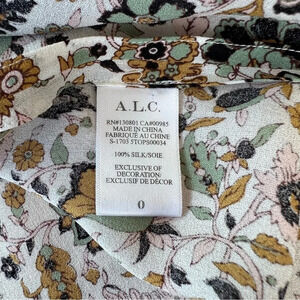 A.L.C.
RN#130801 CA#00985
MADE IN CHINA
FABRIQUÉ AU CHINE
S-1703 5TOPS00034
100% SILK/SOIE
EXCLUSIVE OF
DECORATION/
EXCLUSIF DE DÉCOR
0